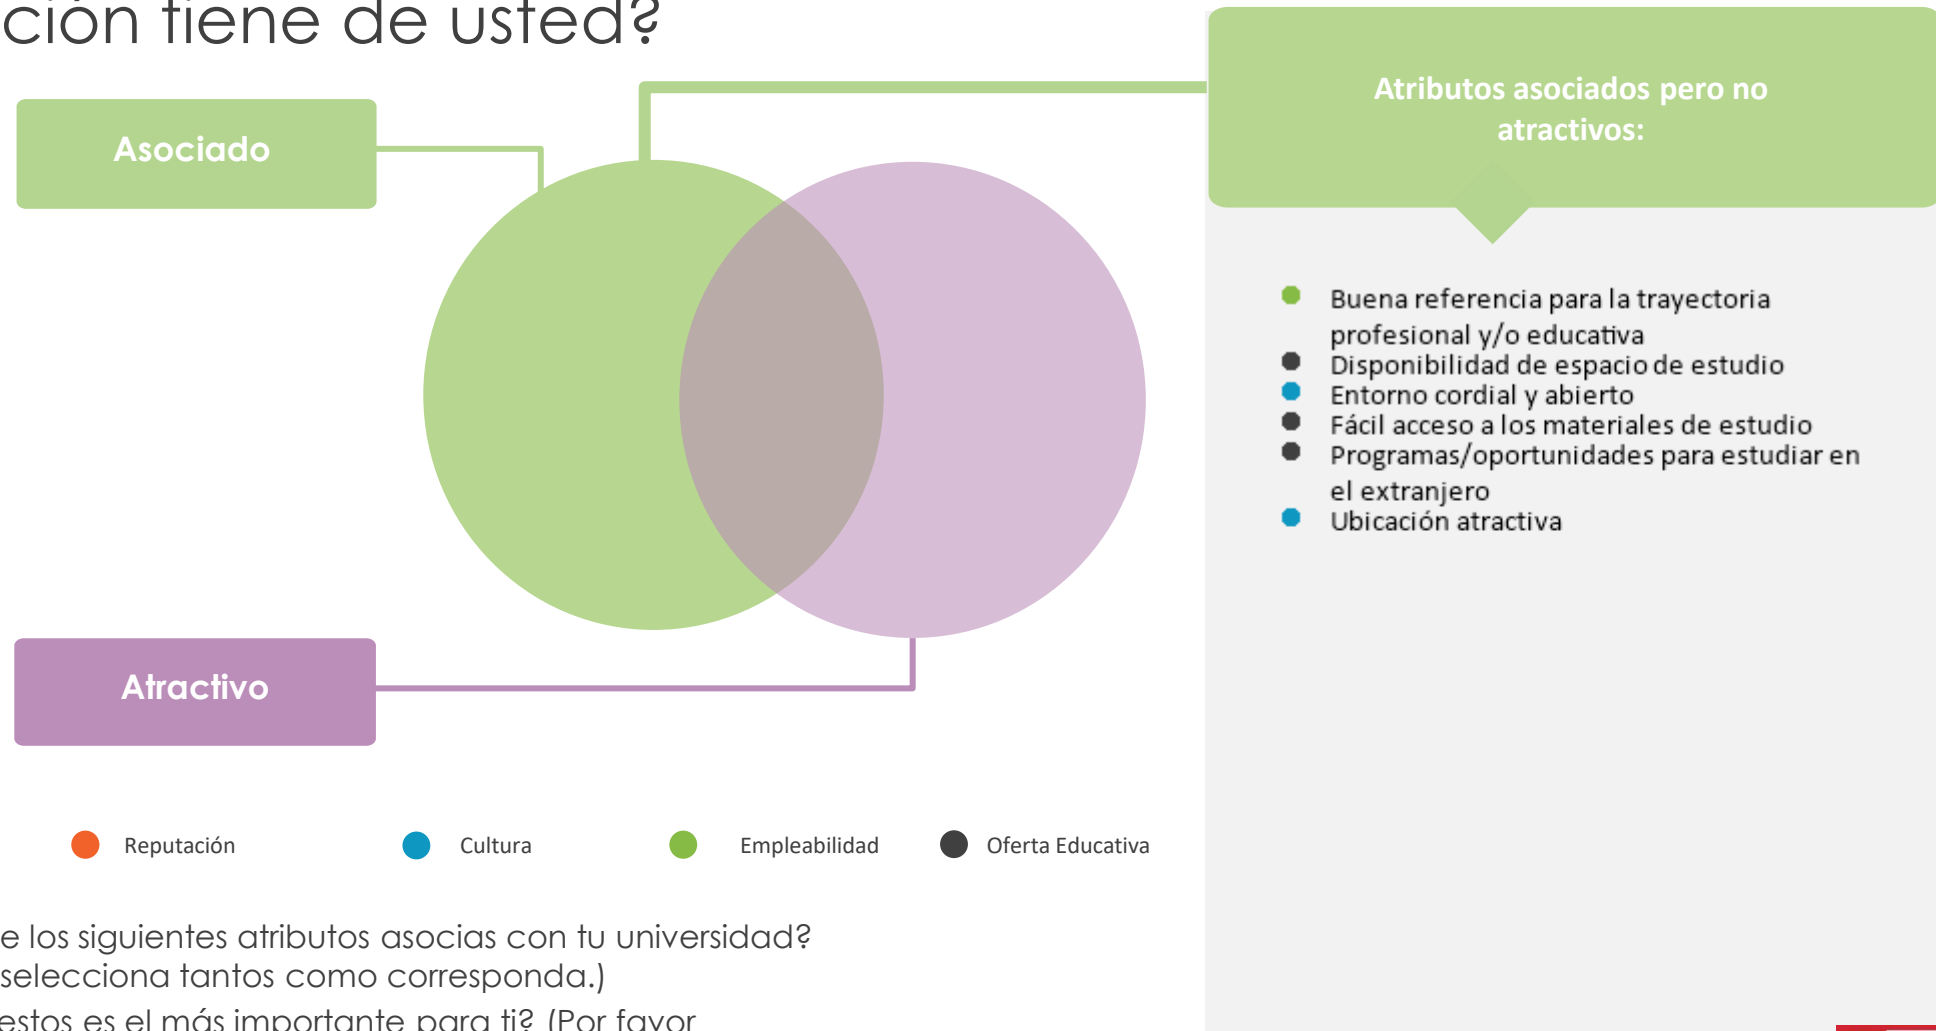 ción tiene de usted?
Asociado
Atributos asociados pero no
atractivos:
Buena referencia para la trayectoria
profesional y/o educativa
Disponibilidad de espacio de estudio
Entorno cordial y abierto
Fácil acceso a los materiales de estudio
Programas/oportunidades para estudiar en
el extranjero
Ubicación atractiva
Atractivo
Reputación
Cultura
Empleabilidad
Oferta Educativa
e los siguientes atributos asocias con tu universidad?
selecciona tantos como corresponda.)
estos es el más importante para ti? (Por favor